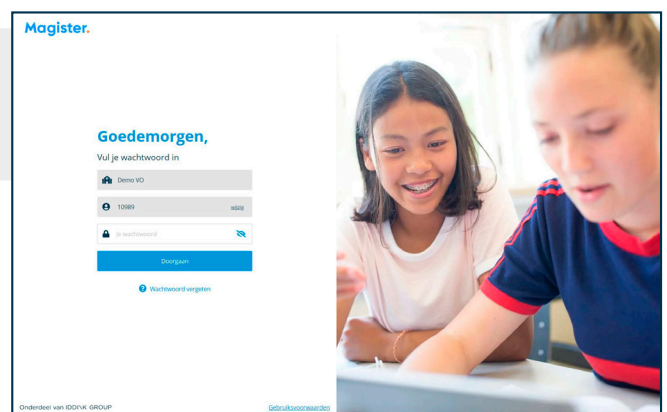 Magister.
Goedemorgen,
Vul je wachtwoord in
Demo VO
10989 wijzig
Je wachtwoord
Doorgaan
Wachtwoord vergeten
Onderdeel van IDDINK GROUP
Gebruiksvoorwaarden